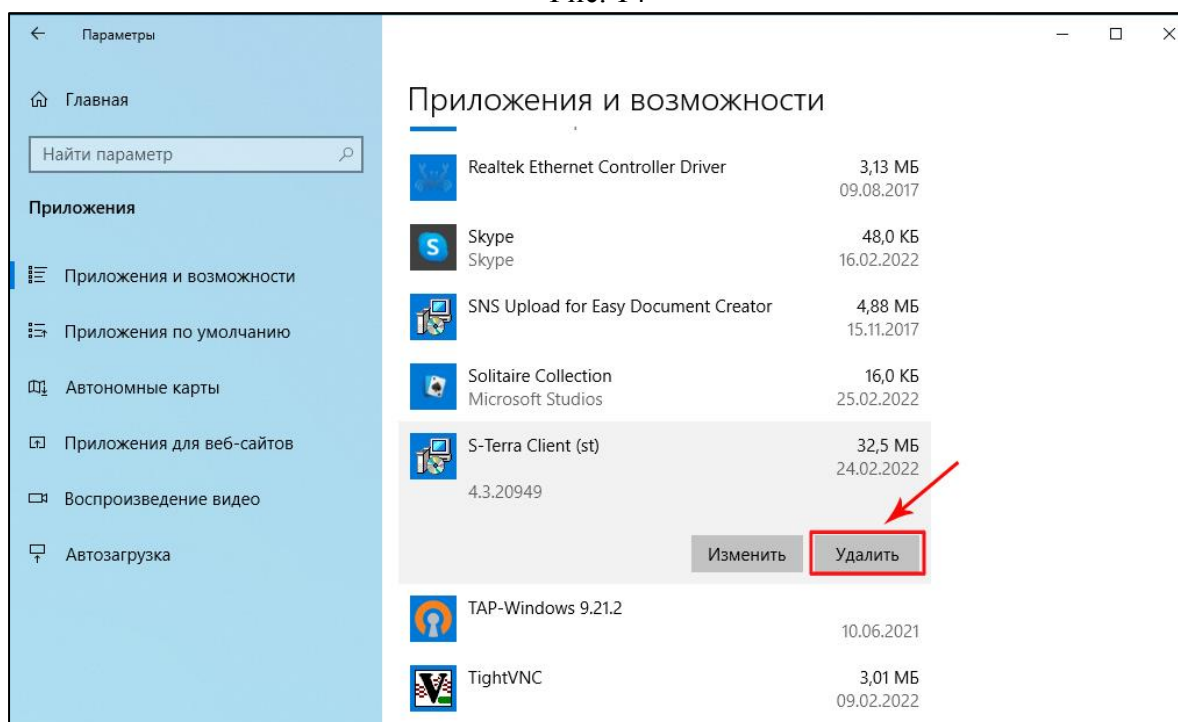 Параметры
Главная
Найти параметр
Приложения
Приложения и возможности
Приложения по умолчанию
Автономные карты
Приложения для веб-сайтов
Воспроизведение видео
Автозагрузка
Приложения и возможности
Realtek Ethernet Controller Driver 3,13 МБ
09.08.2017
Skype 48,0 КБ
Skype 16.02.2022
SNS Upload for Easy Document Creator 4,88 МБ
15.11.2017
Solitaire Collection 16,0 КБ
Microsoft Studios 25.02.2022
S-Terra Client (st) 32,5 МБ
24.02.2022
4.3.20949
Изменить Удалить
TAP-Windows 9.21.2
10.06.2021
TightVNC 3,01 МБ
09.02.2022